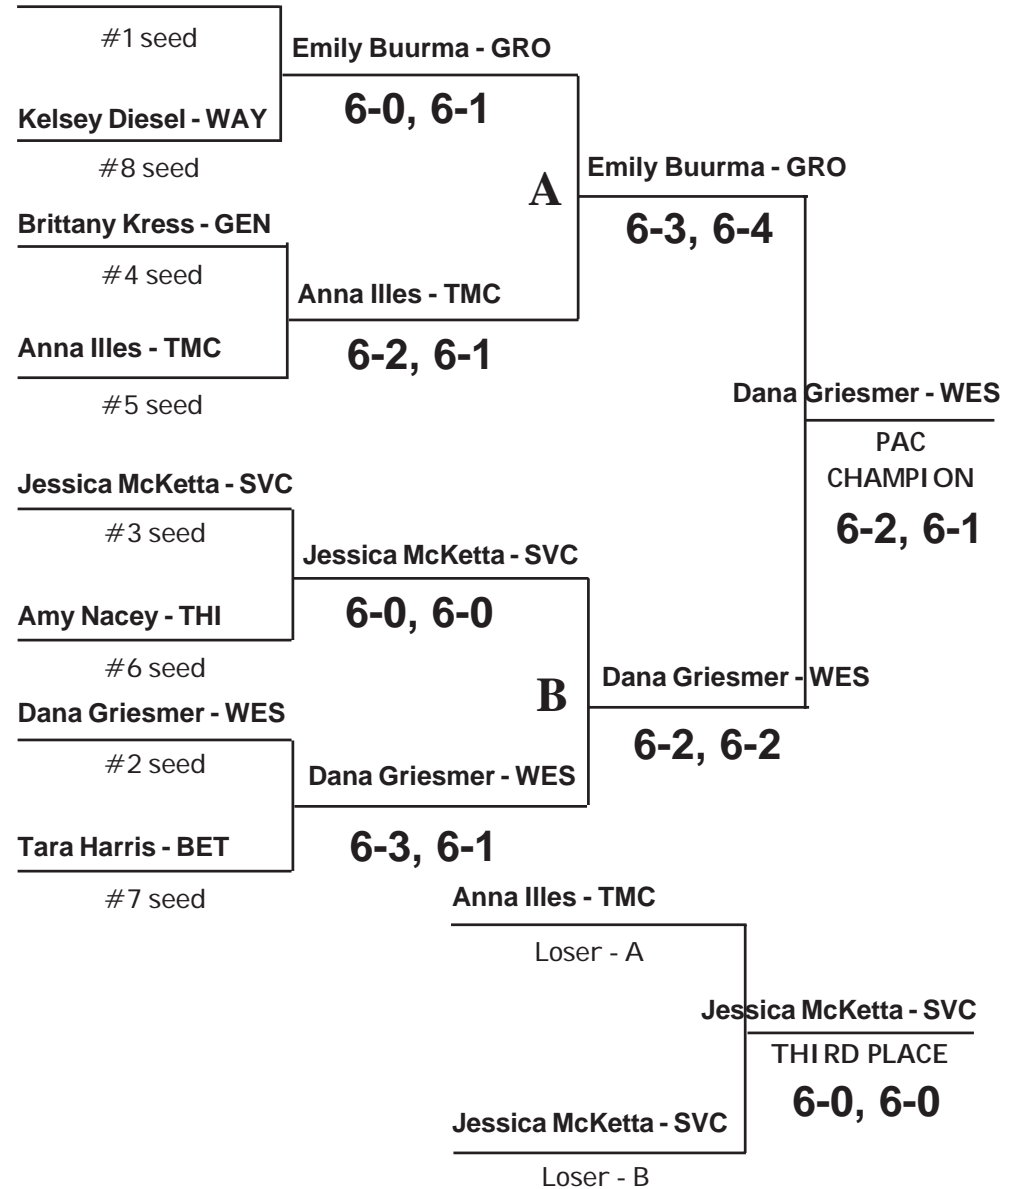 #1 seed
Emily Buurma - GRO
6-0, 6-1
Kelsey Diesel - WAY
#8 seed
Emily Buurma - GRO
A
6-3, 6-4
Brittany Kress - GEN
#4 seed
Anna Illes - TMC
6-2, 6-1
Anna Illes - TMC
#5 seed
Dana Griesmer - WES
PAC
CHAMPION
6-2, 6-1
Jessica McKetta - SVC
#3 seed
Jessica McKetta - SVC
6-0, 6-0
Amy Nacey - THI
#6 seed
Dana Griesmer - WES
B
6-2, 6-2
Dana Griesmer - WES
#2 seed
Dana Griesmer - WES
6-3, 6-1
Tara Harris - BET
#7 seed
Anna Illes - TMC
Loser - A
Jessica McKetta - SVC
THIRD PLACE
6-0, 6-0
Jessica McKetta - SVC
Loser - B